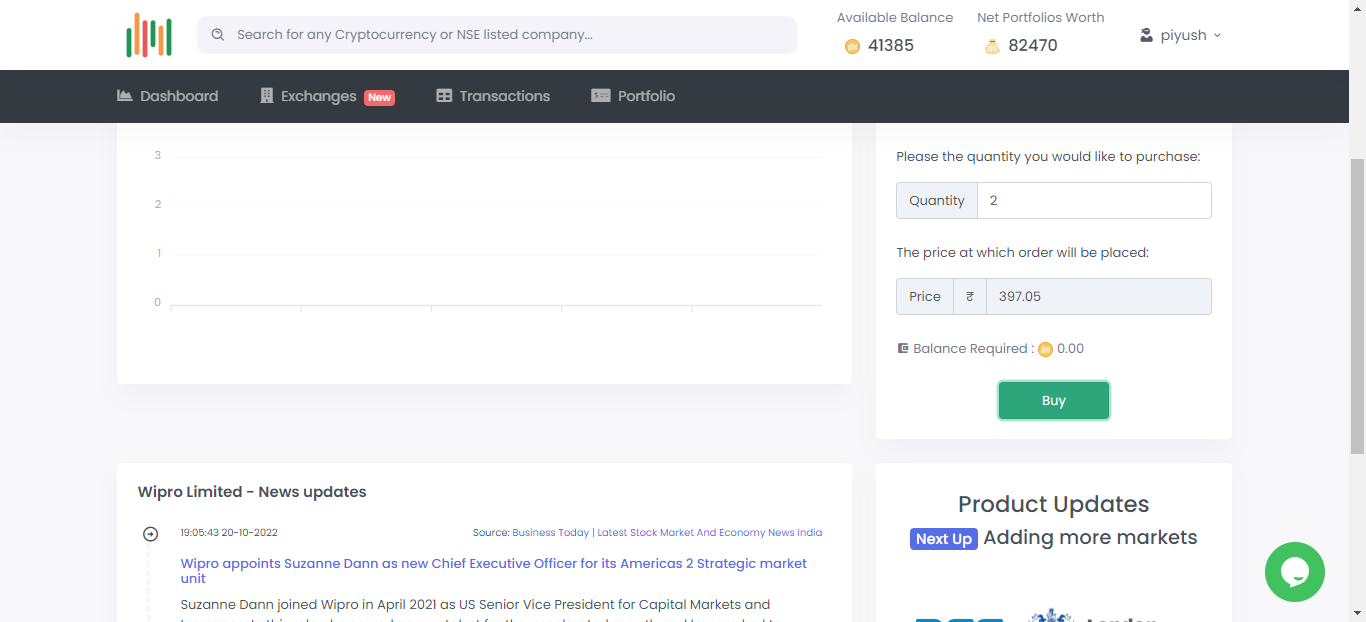 Search for any Cryptocurrency or NSE listed company...
Available Balance
41385
Net Portfolios Worth
82470
piyush
Dashboard
Exchanges New
Transactions
Portfolio
3
2
1
0
Please the quantity you would like to purchase:
Quantity 2
The price at which order will be placed:
Price ₹ 397.05
Balance Required : 0.00
Buy
Wipro Limited - News updates
19:05:43 20-10-2022
Source: Business Today | Latest Stock Market And Economy News India
Wipro appoints Suzanne Dann as new Chief Executive Officer for its Americas 2 Strategic market
unit
Suzanne Dann joined Wipro in April 2021 as US Senior Vice President for Capital Markets and
Product Updates
Next Up Adding more markets